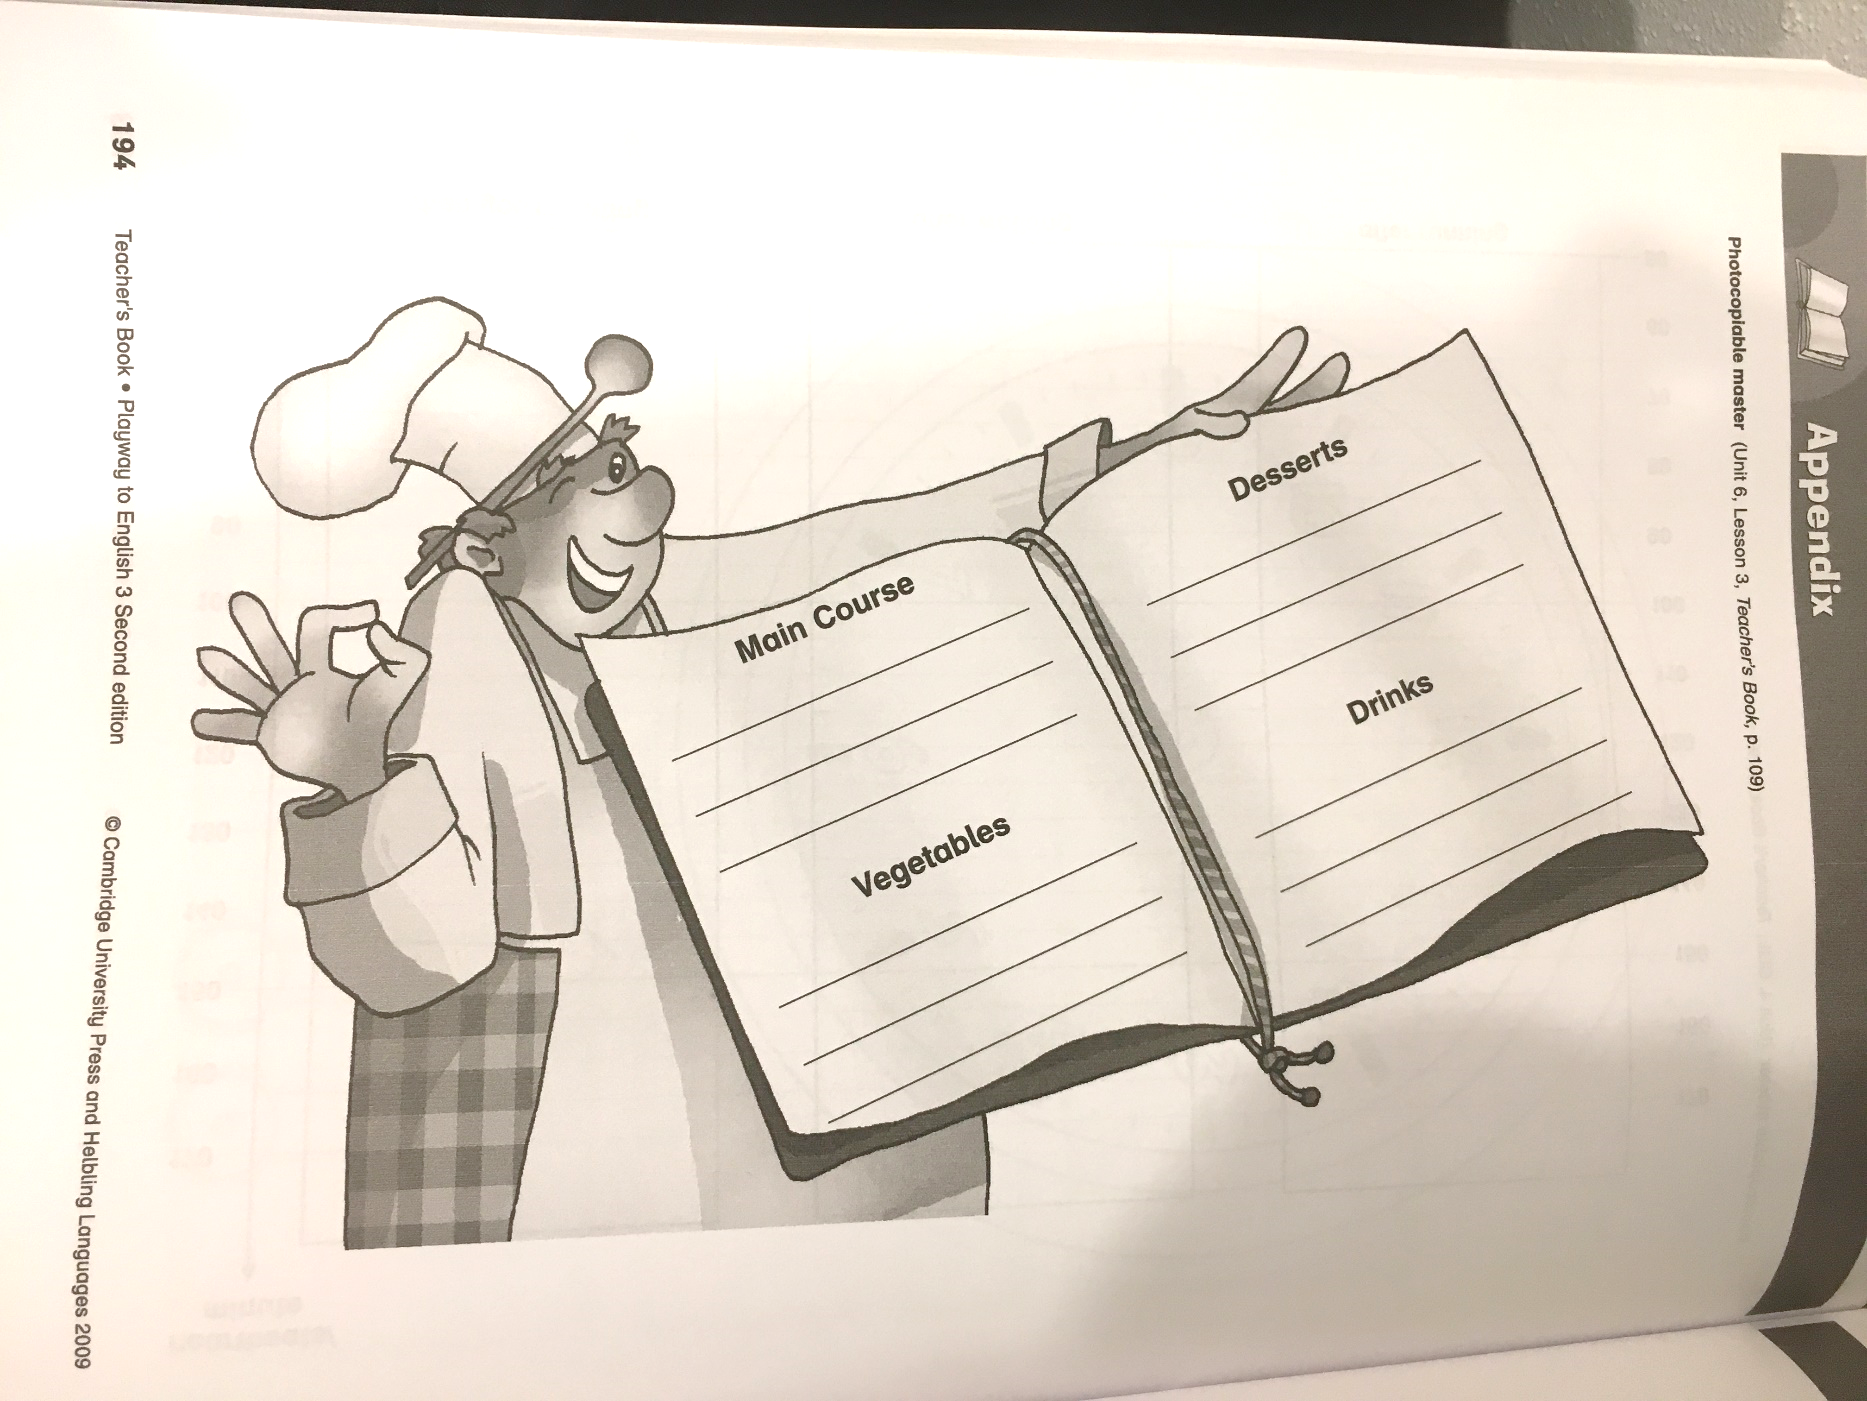 Appendix
Photocopiable master (Unit 6, Lesson 3, Teacher's Book, p. 109)
Main Course
Vegetables
Desserts
Drinks
194 Teacher's Book • Playway to English 3 Second edition © Cambridge University Press and Helbling Languages 2009